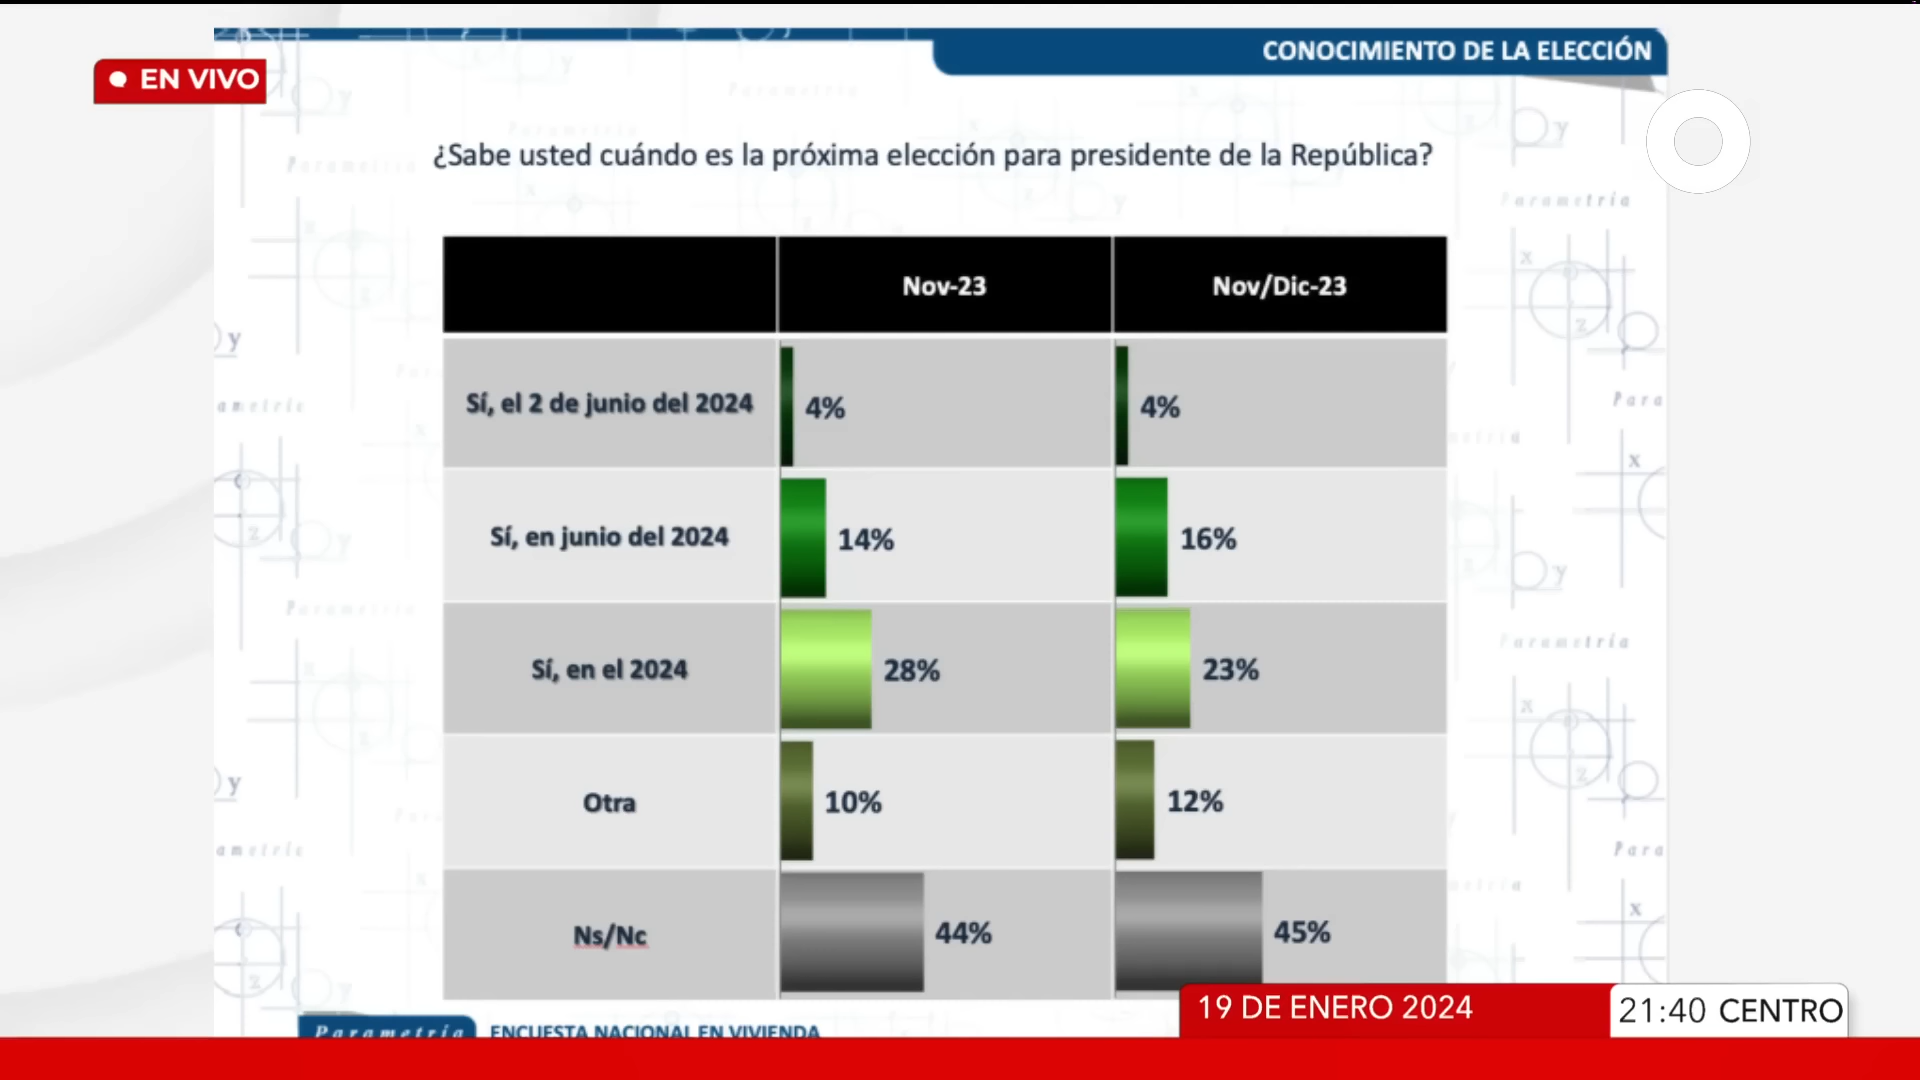 CONOCIMIENTO DE LA ELECCIÓN
EN VIVO
¿Sabe usted cuándo es la próxima elección para presidente de la República?
Nov-23 Nov/Dic-23
Sí, el 2 de junio del 2024 4% 4%
Sí, en junio del 2024 14% 16%
Sí, en el 2024 28% 23%
Otra 10% 12%
Ns/Nc 44% 45%
19 DE ENERO 2024 21:40 CENTRO
Parametría ENCUESTA NACIONAL EN VIVIENDA